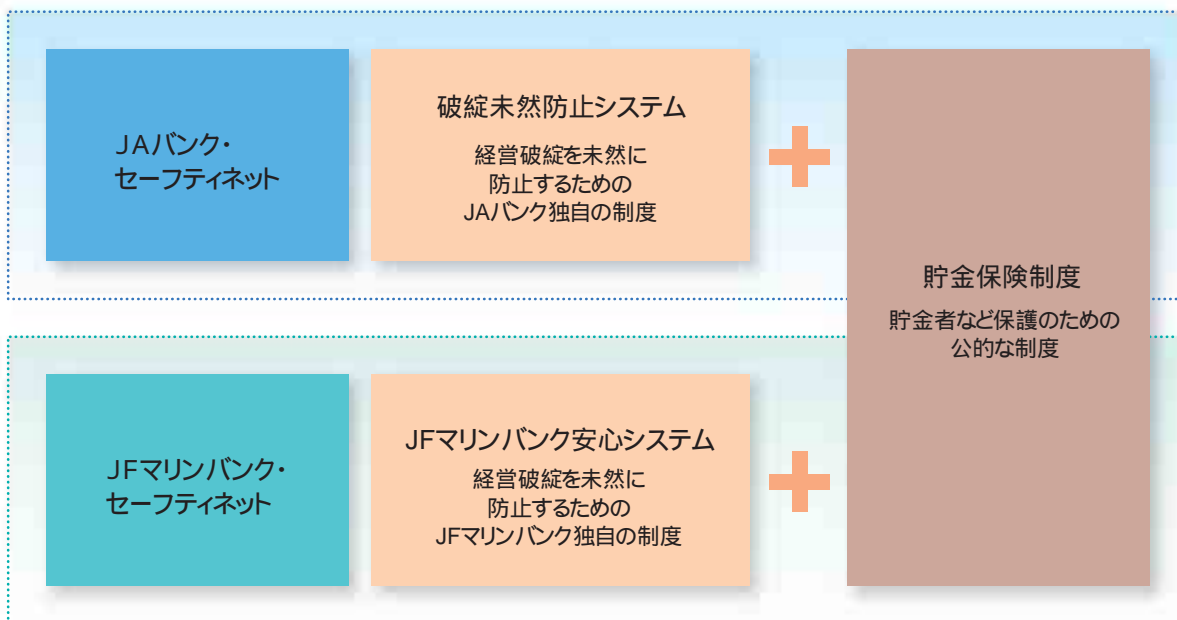 JAバンク・
セーフティネット
破綻未然防止システム
経営破綻を未然に
防止するための
JAバンク独自の制度
JFマリンバンク・
セーフティネット
JFマリンバンク安心システム
経営破綻を未然に
防止するための
JFマリンバンク独自の制度
貯金保険制度
貯金者など保護のための
公的な制度